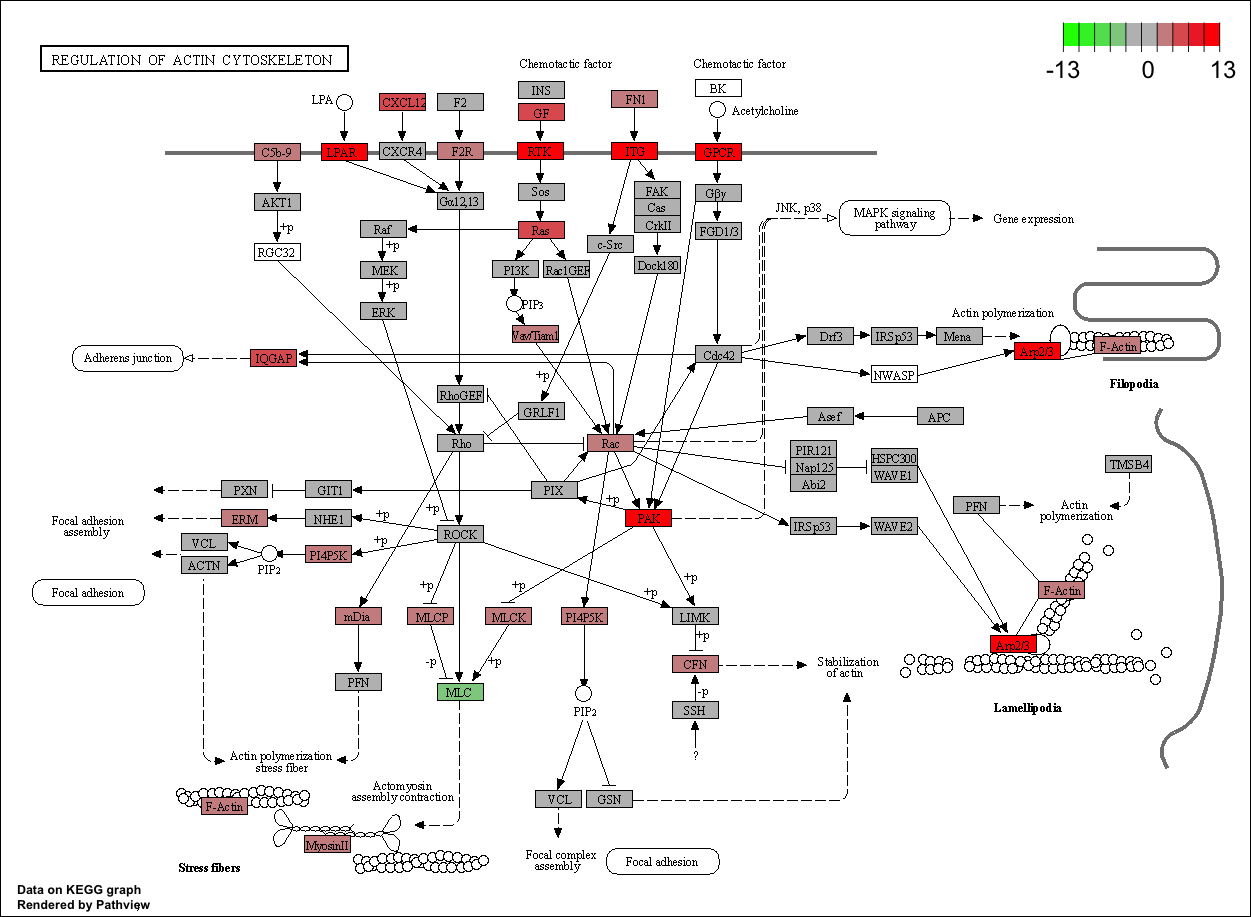 REGULATION OF ACTIN CYTOSKELETON
-13 0 13
Chemotactic factor
Chemotactic factor
LPA
CXCL12
F2
INS
GF
FN1
BK
Acetylcholine
C5b-9
LPAR
CXCR4
F2R
RTK
ITG
GPCR
AKT1
Gα12,13
Sos
FAK
Cas
CrkII
Gβγ
JNK, p38
MAPK signaling
pathway
Gene expression
+p
RGC32
Raf
Ras
c-Src
FGD1/3
+p
MEK
PI3K
Rac1GEF
Dock180
+p
ERK
PIP3
Vav/Tiam1
Actin polymerization
Drf3
IRSp53
Mena
Arp2/3
F-Actin
Adherens junction
IQGAP
Cdc42
NWASP
Filopodia
+p
RhoGEF
GRLF1
Asef
APC
Rho
Rac
PIR121
Nap125
Abi2
HSPC300
WAVE1
TMSB4
PXN
GIT1
PIX
+p
PFN
Actin
polymerization
Focal adhesion
assembly
ERM
NHE1
+p
+p
PAK
IRSp53
WAVE2
VCL
ACTN
PIP2
PI4P5K
+p
ROCK
Focal adhesion
+p
+p
+p
F-Actin
mDia
MLCP
MLCK
PI4P5K
LIMK
+p
Arp2/3
-p
+p
CFN
Stabilization
of actin
PFN
MLC
-p
SSH
PIP2
Lamellipodia
?
Actin polymerization
stress fiber
Actomyosin
assembly contraction
F-Actin
VCL
GSN
MyosinII
Stress fibers
Focal complex
assembly
Focal adhesion
Data on KEGG graph
Rendered by Pathview